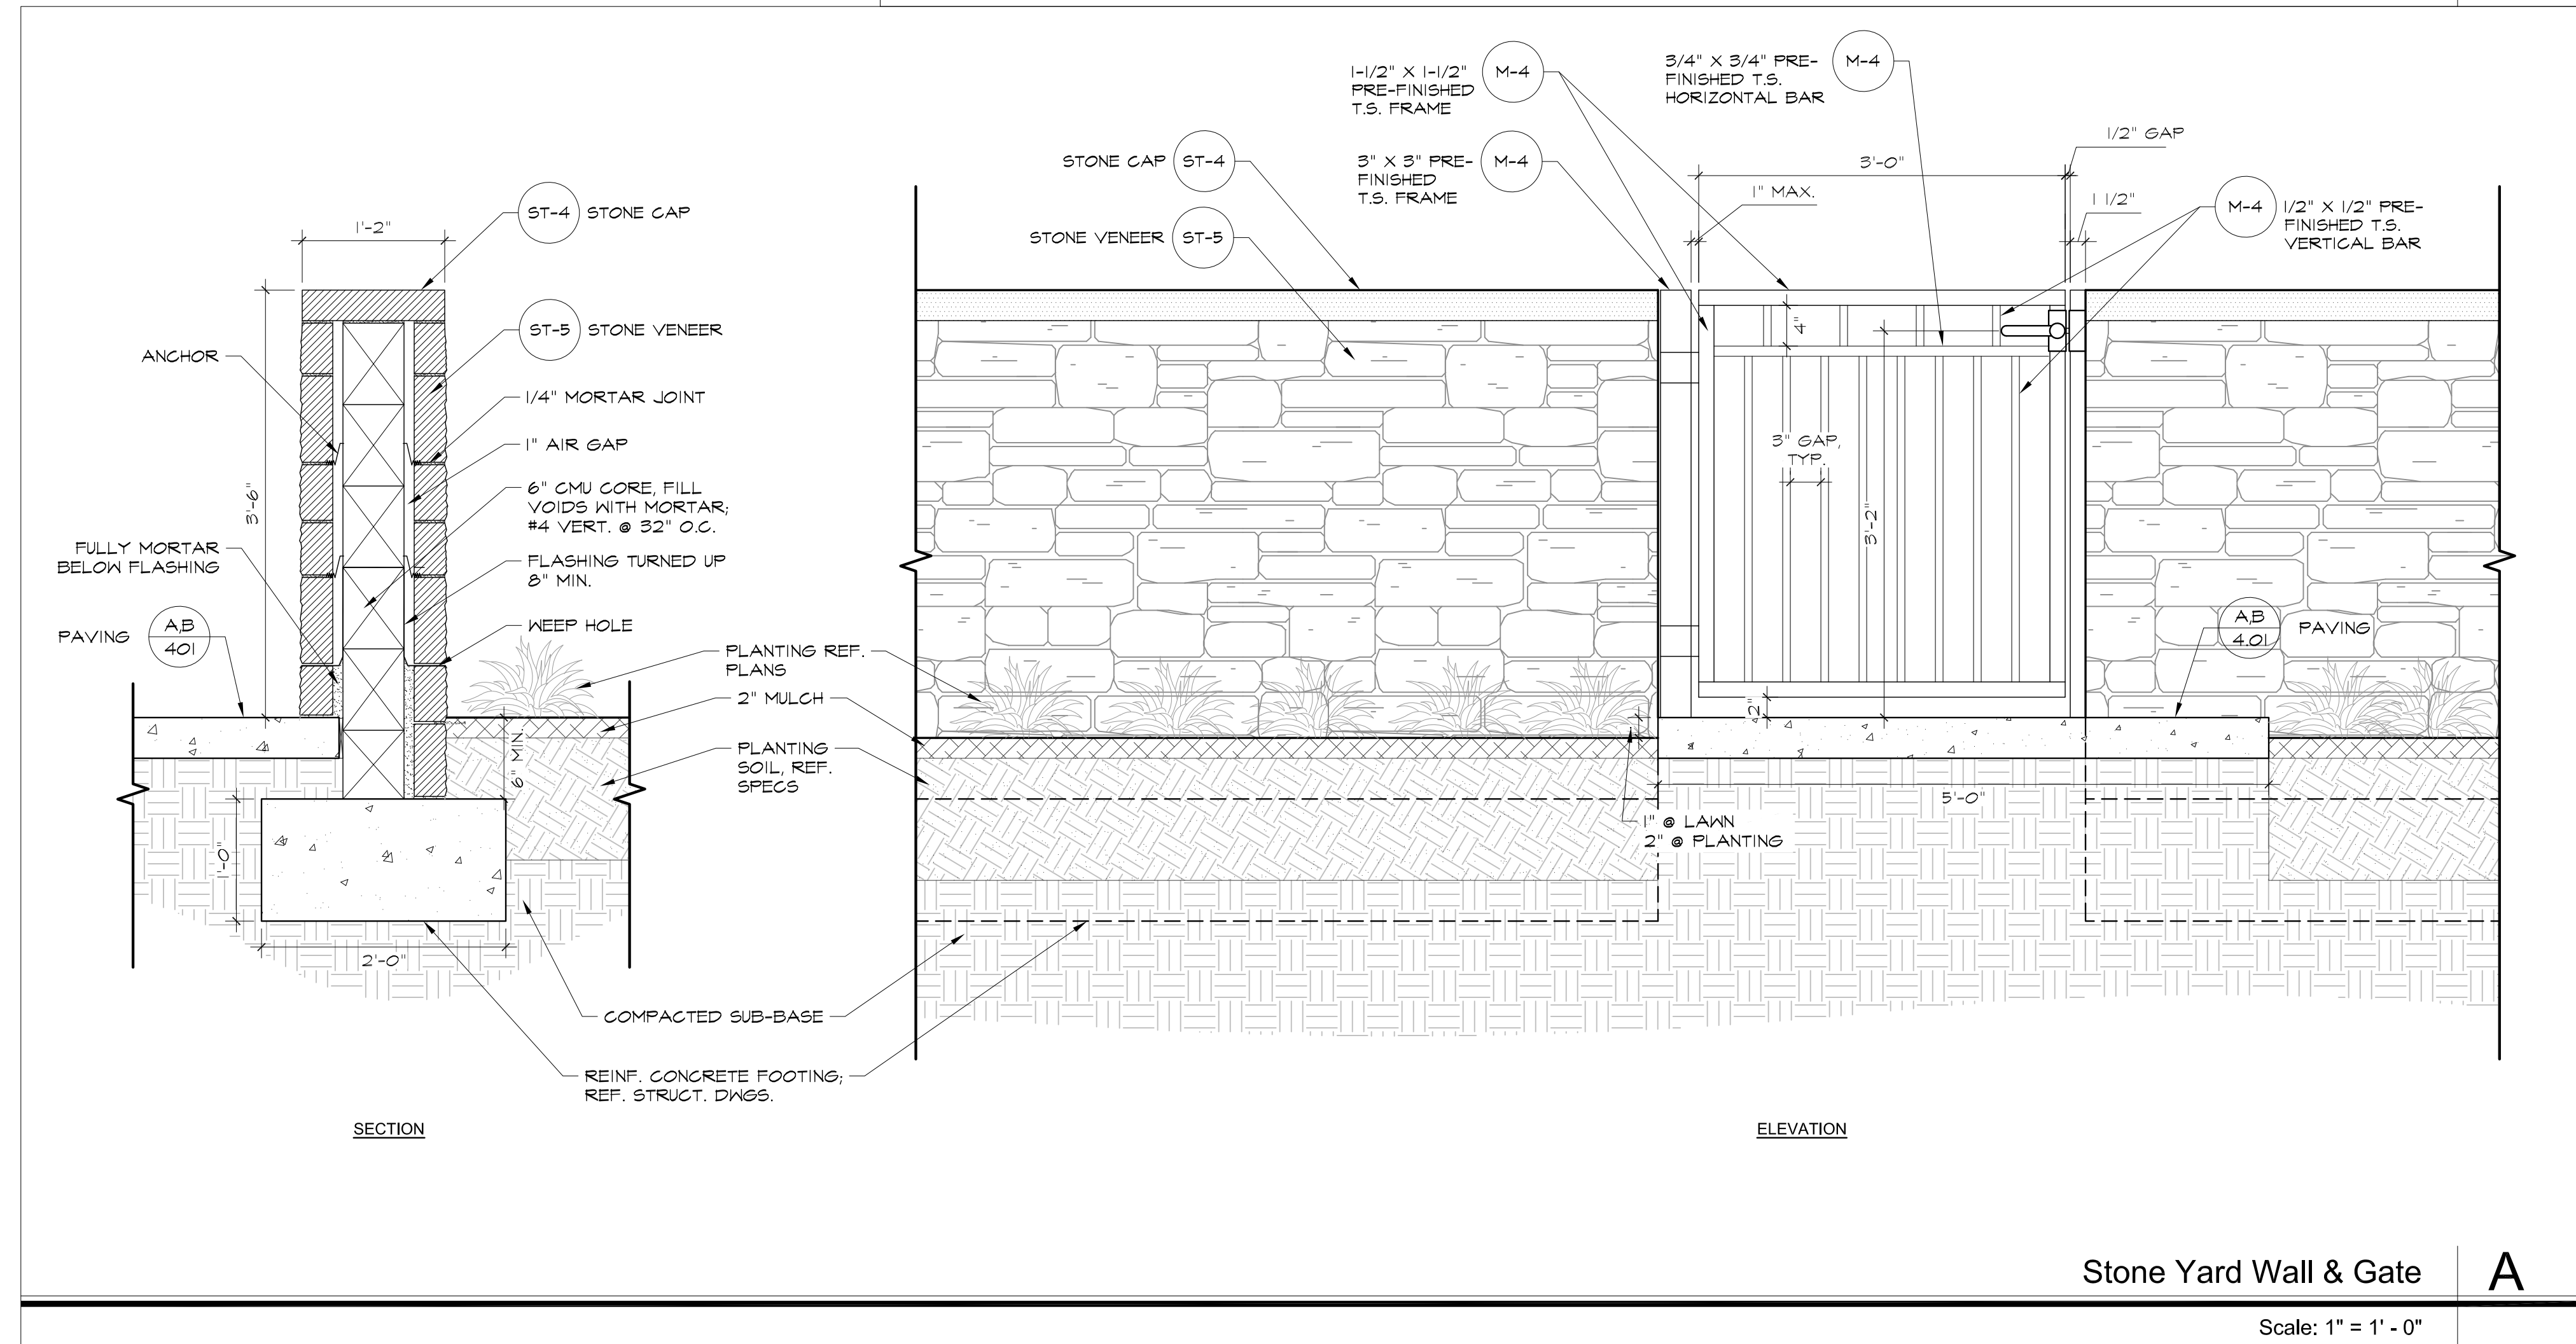 SECTION
1'-2"
ST-4
STONE CAP
ST-5
STONE VENEER
ANCHOR
1/4" MORTAR JOINT
1" AIR GAP
3'-6"
6" CMU CORE, FILL
VOIDS WITH MORTAR;
#4 VERT. @ 32" O.C.
FULLY MORTAR
BELOW FLASHING
FLASHING TURNED UP
8" MIN.
PAVING
A,B
401
WEEP HOLE
PLANTING REF.
PLANS
2" MULCH
6" MIN.
PLANTING
SOIL, REF.
SPECS
1'-0"
2'-0"
COMPACTED SUB-BASE
REINF. CONCRETE FOOTING;
REF. STRUCT. DWGS.
ELEVATION
1-1/2" X 1-1/2"
PRE-FINISHED
T.S. FRAME
M-4
3/4" X 3/4" PRE-
FINISHED T.S.
HORIZONTAL BAR
M-4
STONE CAP
ST-4
3" X 3" PRE-
FINISHED
T.S. FRAME
M-4
3'-0"
1/2" GAP
1" MAX.
1 1/2"
STONE VENEER
ST-5
M-4
1/2" X 1/2" PRE-
FINISHED T.S.
VERTICAL BAR
4"
3" GAP,
TYP.
3'-2"
A,B
4.01
PAVING
2"
5'-0"
1" @ LAWN
2" @ PLANTING
Stone Yard Wall & Gate
A
Scale: 1" = 1' - 0"